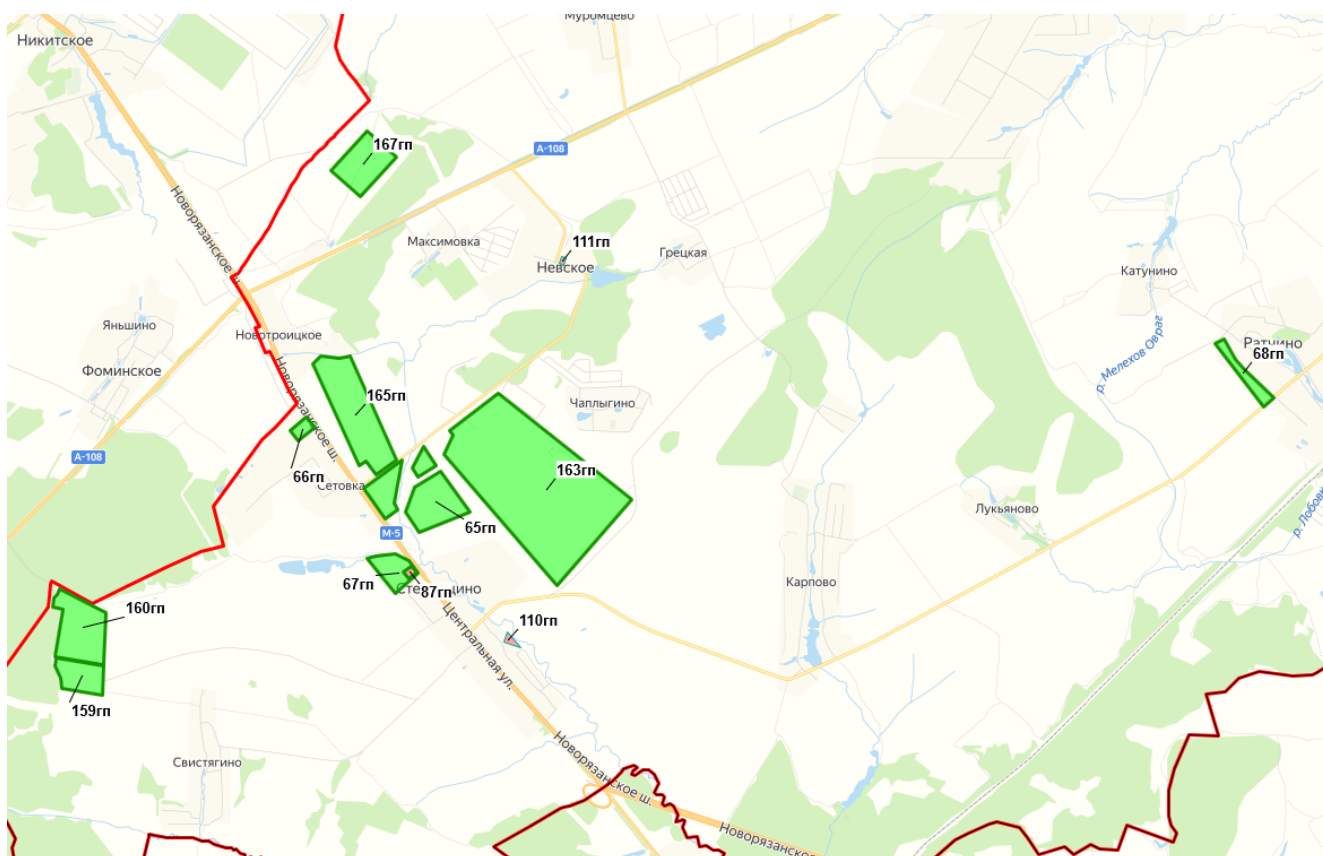 Муромцево
Никитское
167гп
А-108
Новорязанское ш.
Максимовка
111гп
Грецкая
Невское
Катунино
Яньшино
Новотроицкое
р. Мелехов Овраг
Ратчино
68гп
Фоминское
Новорязанское ш.
165гп
Чаплыгино
А-108
66гп
Сетовка
163гп
65гп
Лукьяново
р. Лобовк
М-5
67гп
87гп
Карпово
160гп
Центральная ул.
110гп
159гп
Свистягино
Новорязанское ш.
Новорязанское